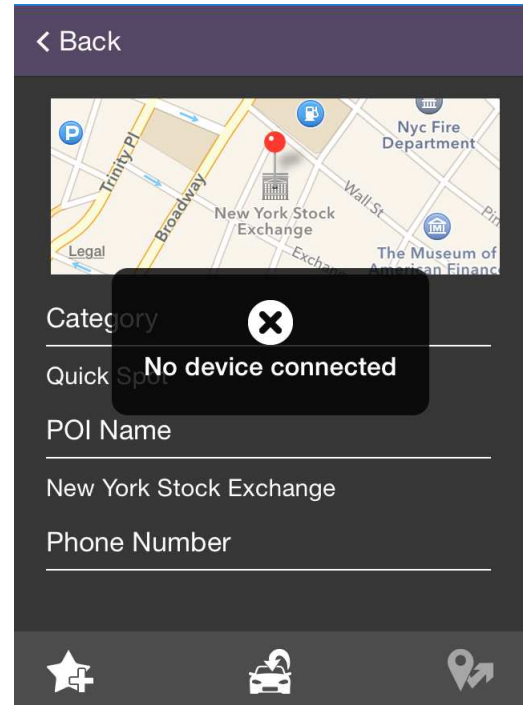 Back
P
Nyc Fire
Department
Trinity Pl
Broadway
Wall St
New York Stock
Exchange
Legal
The Museum of
American Financ
Category
No device connected
Quick Spot
POI Name
New York Stock Exchange
Phone Number